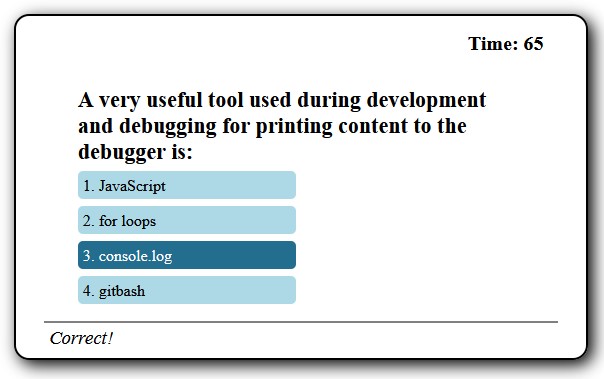 Time: 65
A very useful tool used during development
and debugging for printing content to the
debugger is:
1. JavaScript
2. for loops
3. console.log
4. gitbash
Correct!